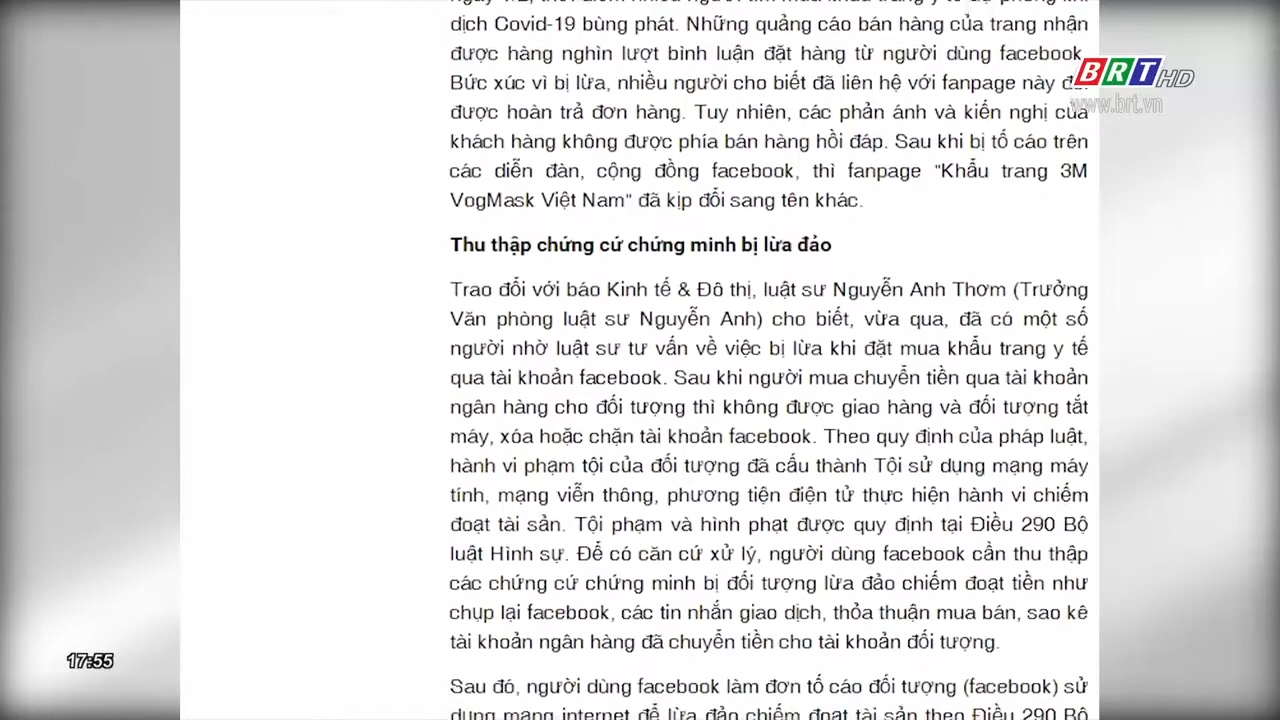 dịch Covid-19 bùng phát. Những quảng cáo bán hàng của trang nhận
được hàng nghìn lượt bình luận đặt hàng từ người dùng facebook.
Bức xúc vì bị lừa, nhiều người cho biết đã liên hệ với fanpage này
được hoàn trả đơn hàng. Tuy nhiên, các phản ánh và kiến nghị của
khách hàng không được phía bán hàng hồi đáp. Sau khi bị tố cáo trên
các diễn đàn, cộng đồng facebook, thì fanpage "Khẩu trang 3M
VogMask Việt Nam" đã kịp đổi sang tên khác.
Thu thập chứng cứ chứng minh bị lừa đảo
Trao đổi với báo Kinh tế & Đô thị, luật sư Nguyễn Anh Thơm (Trưởng
Văn phòng luật sư Nguyễn Anh) cho biết, vừa qua, đã có một số
người nhờ luật sư tư vấn về việc bị lừa khi đặt mua khẩu trang y tế
qua tài khoản facebook. Sau khi người mua chuyển tiền qua tài khoản
ngân hàng cho đối tượng thì không được giao hàng và đối tượng tắt
máy, xóa hoặc chặn tài khoản facebook. Theo quy định của pháp luật,
hành vi phạm tội của đối tượng đã cấu thành Tội sử dụng mạng máy
tính, mạng viễn thông, phương tiện điện tử thực hiện hành vi chiếm
đoạt tài sản. Tội phạm và hình phạt được quy định tại Điều 290 Bộ
luật Hình sự. Để có căn cứ xử lý, người dùng facebook cần thu thập
các chứng cứ chứng minh bị đối tượng lừa đảo chiếm đoạt tiền như
chụp lại facebook, các tin nhắn giao dịch, thỏa thuận mua bán, sao kê
tài khoản ngân hàng đã chuyển tiền cho tài khoản đối tượng.
Sau đó, người dùng facebook làm đơn tố cáo đối tượng (facebook) sử
dụng mạng internet để lừa đảo chiếm đoạt tài sản theo Điều 290 Bộ
BRT HD
www.brt.vn
17:55